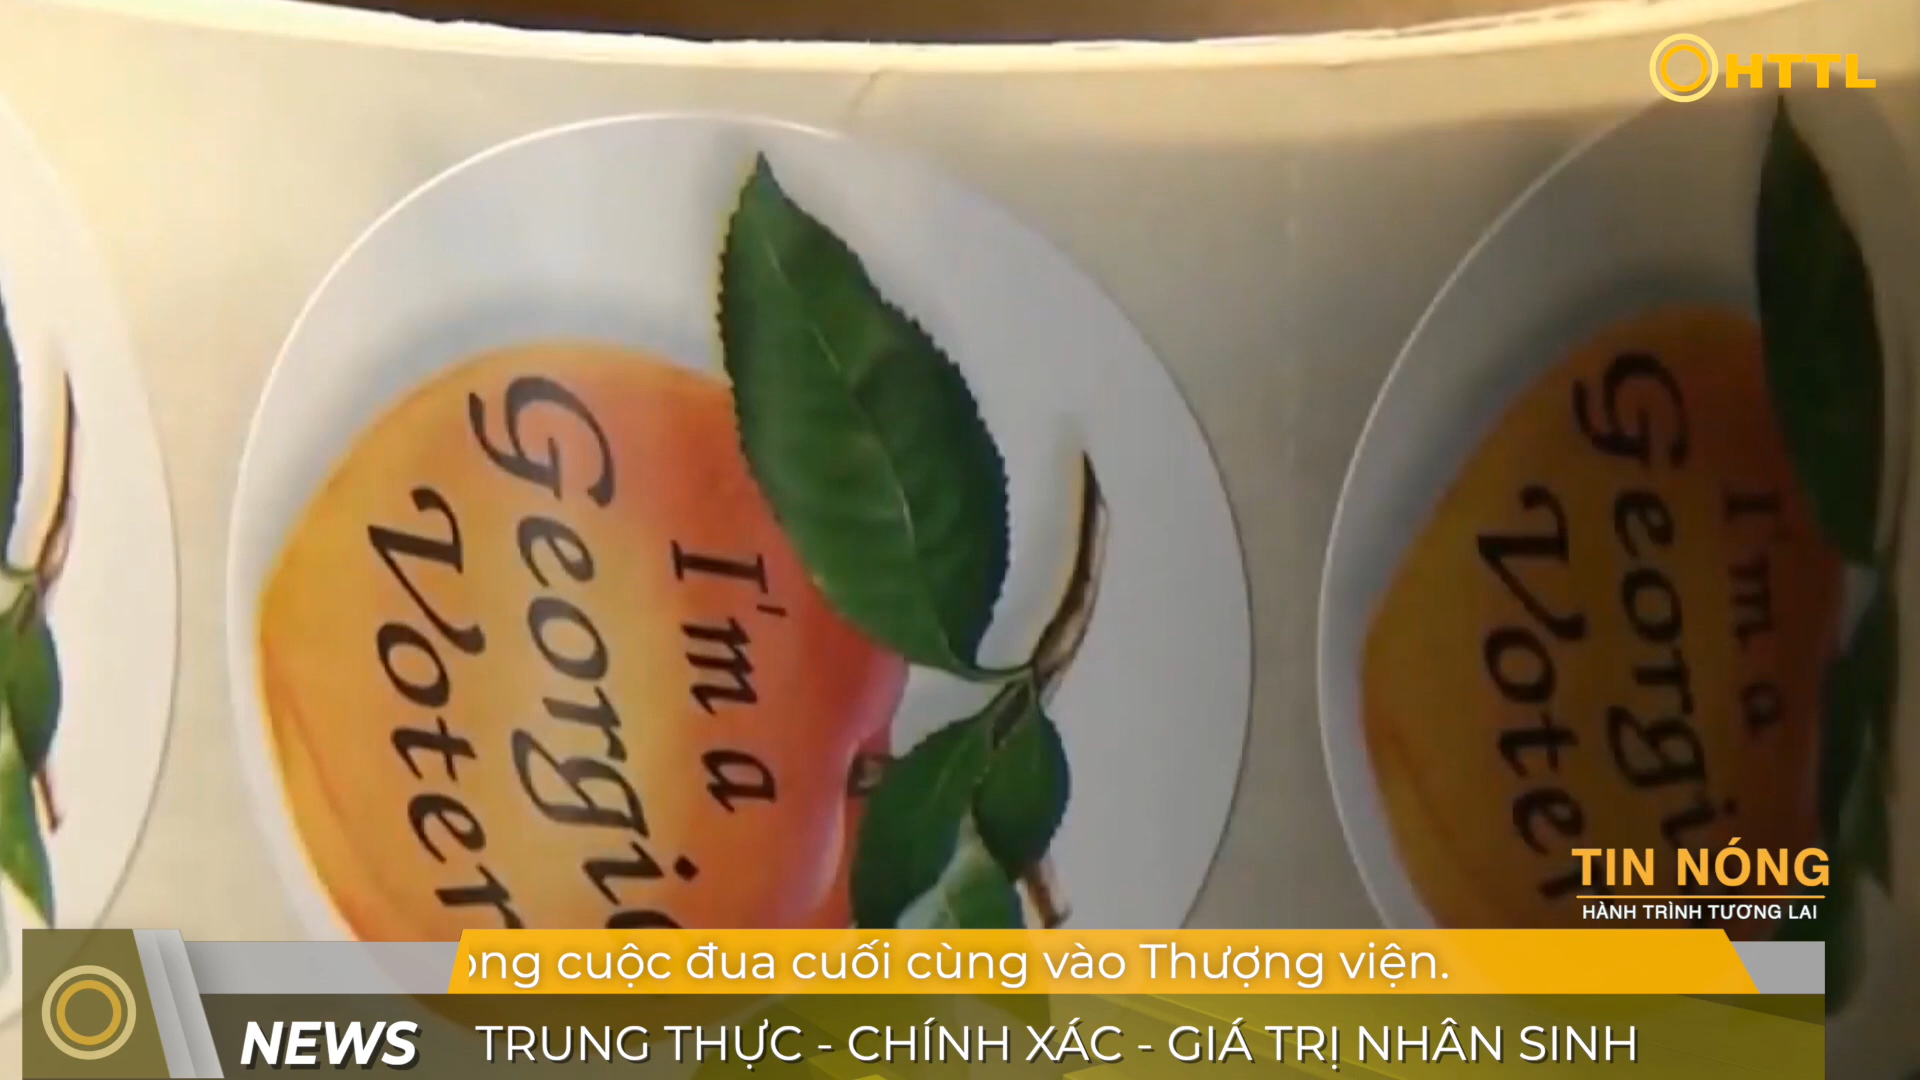 HTTL
I'm a
Georgia
Voter
I'm a
Georgia
Voter
TIN NÓNG
HÀNH TRÌNH TƯƠNG LAI
cuộc đua cuối cùng vào Thượng viện.
NEWS
TRUNG THỰC - CHÍNH XÁC - GIÁ TRỊ NHÂN SINH